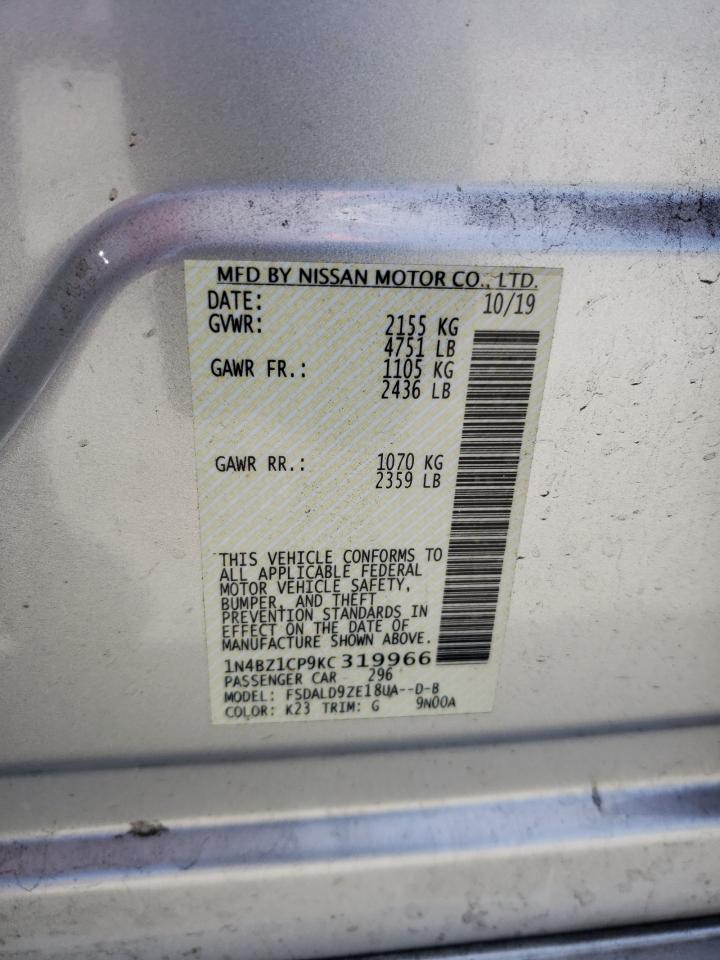 MFD BY NISSAN MOTOR CO., LTD.
DATE: 10/19
GVWR: 2155 KG
4751 LB
GAWR FR.: 1105 KG
2436 LB
GAWR RR.: 1070 KG
2359 LB
THIS VEHICLE CONFORMS TO
ALL APPLICABLE FEDERAL
MOTOR VEHICLE SAFETY,
BUMPER, AND THEFT
PREVENTION STANDARDS IN
EFFECT ON THE DATE OF
MANUFACTURE SHOWN ABOVE.
1N4BZ1CP9KC 319966
PASSENGER CAR 296
MODEL: FSDALD9ZE18UA--D-B
COLOR: K23 TRIM: G 9N00A